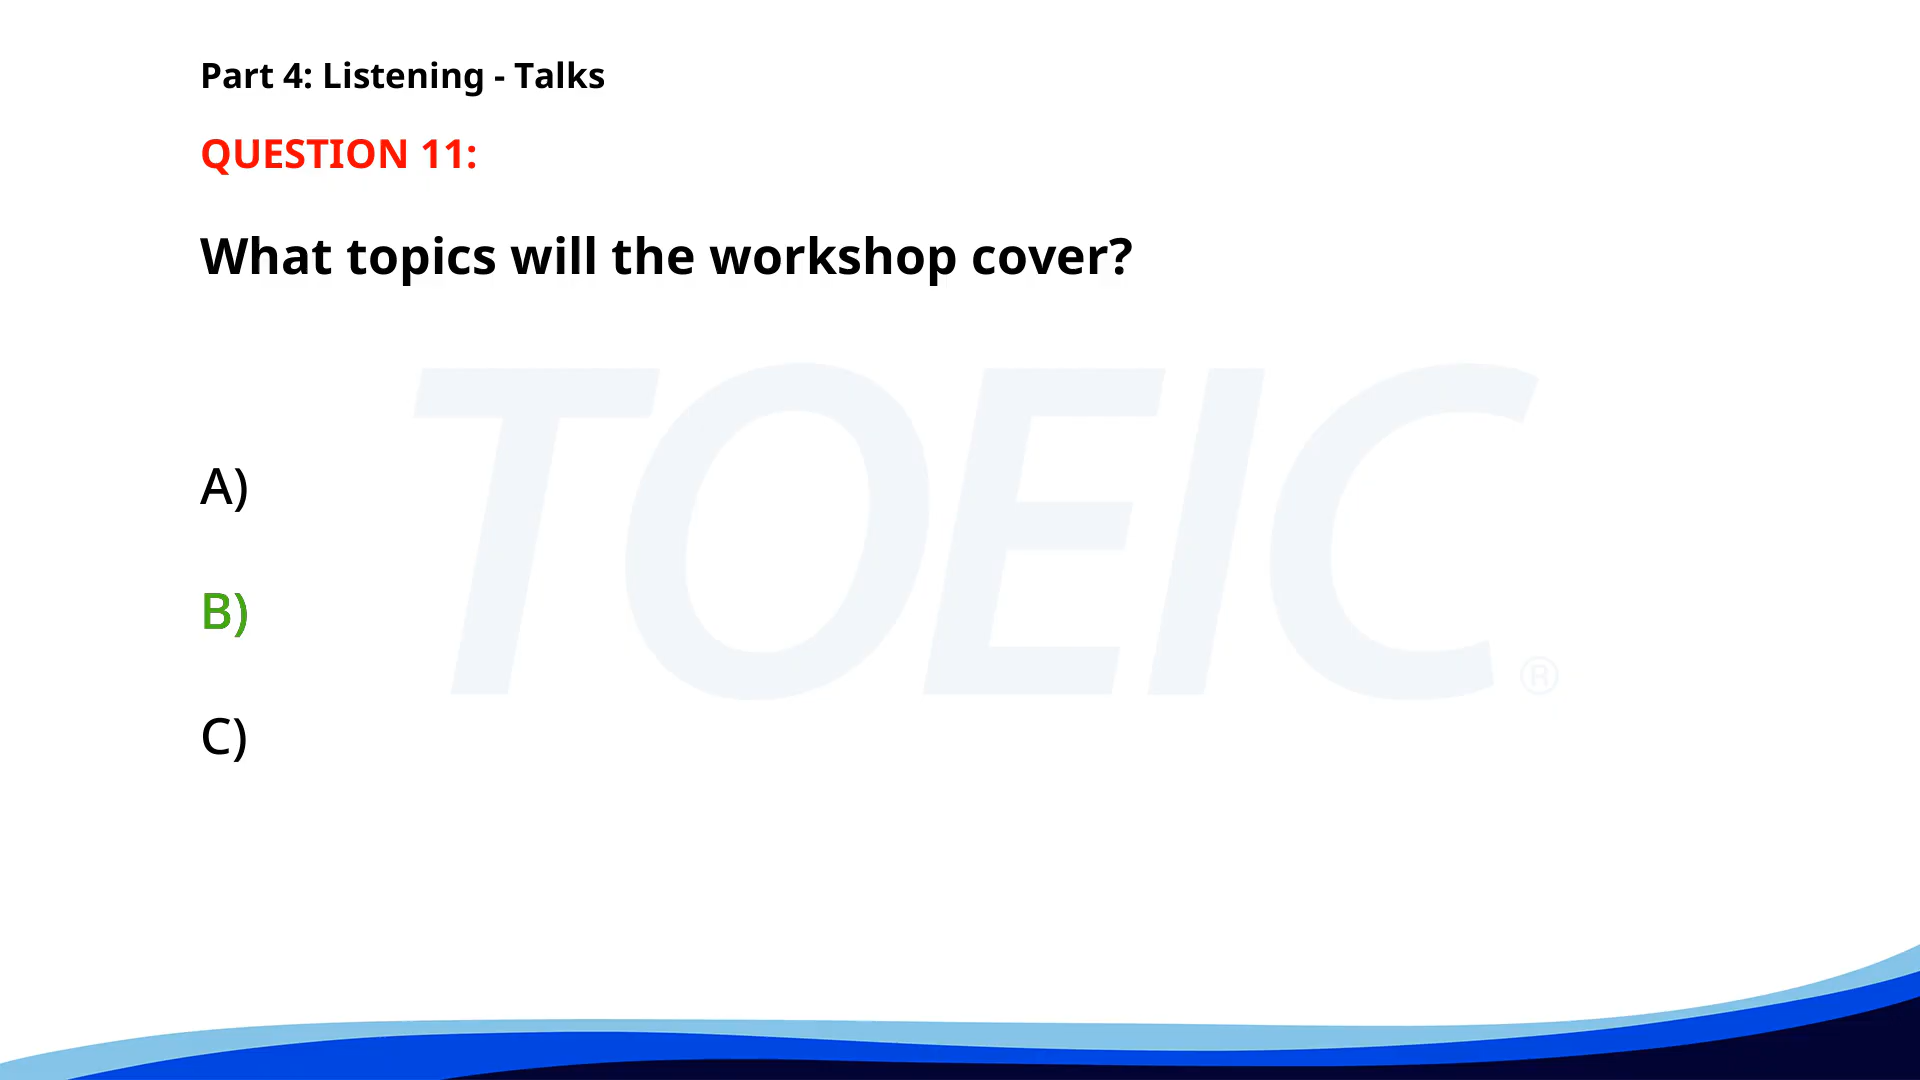 Part 4: Listening - Talks
QUESTION 11:
What topics will the workshop cover?
TOEIC®
A)
B)
C)